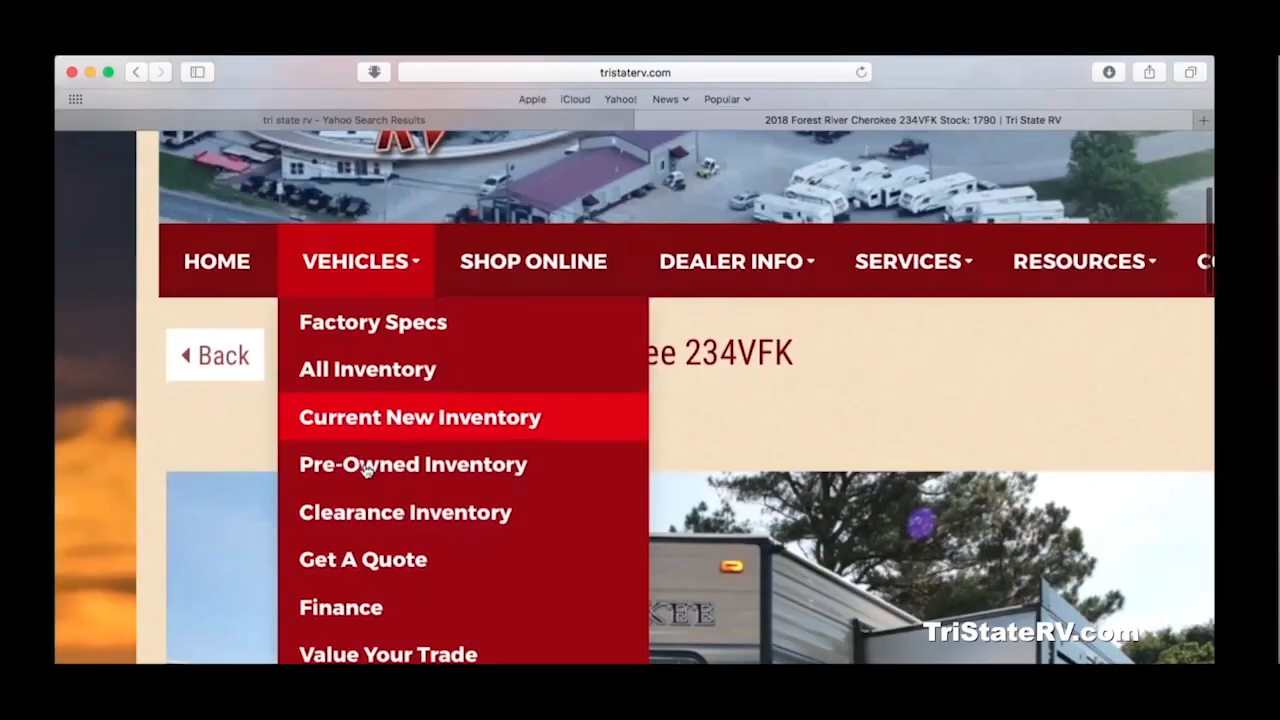 tristaterv.com
Apple iCloud Yahoo! News Popular
tri state rv – Yahoo Search Results
2018 Forest River Cherokee 234VFK Stock: 1790 | Tri State RV
RV
HOME VEHICLES SHOP ONLINE DEALER INFO SERVICES RESOURCES C
Back
ee 234VFK
Factory Specs
All Inventory
Current New Inventory
Pre-Owned Inventory
Clearance Inventory
Get A Quote
Finance
Value Your Trade
KEE
TriStateRV.com